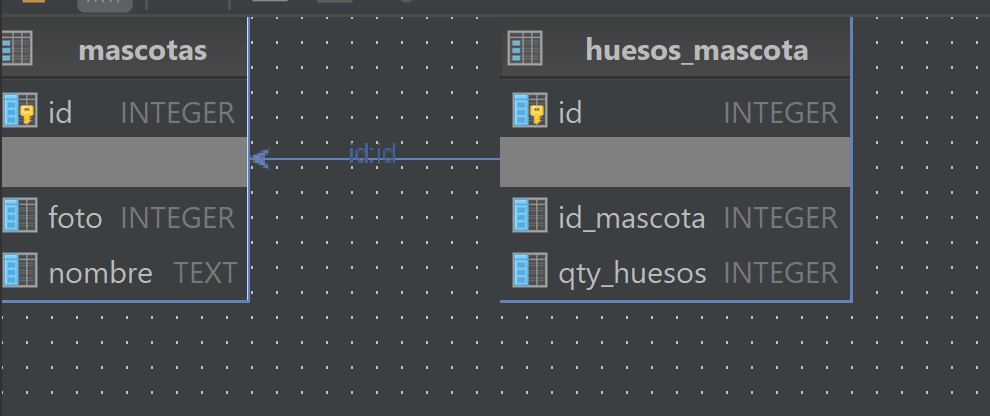 mascotas
id INTEGER
foto INTEGER
nombre TEXT
id:id
huesos_mascota
id INTEGER
id_mascota INTEGER
qty_huesos INTEGER